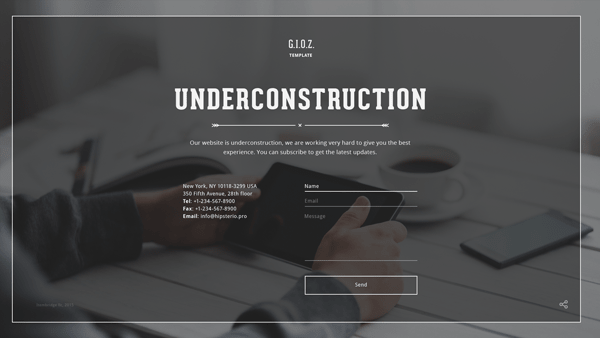 G.I.O.Z.
TEMPLATE
UNDERCONSTRUCTION
Our website is underconstruction, we are working very hard to give you the best
experience. You can subscribe to get the latest updates.
New York, NY 10118-3299 USA
350 Fifth Avenue, 28th floor
Tel: +1-234-567-8900
Fax: +1-234-567-8900
Email: info@hipsterio.pro
Name
Email
Message
Send